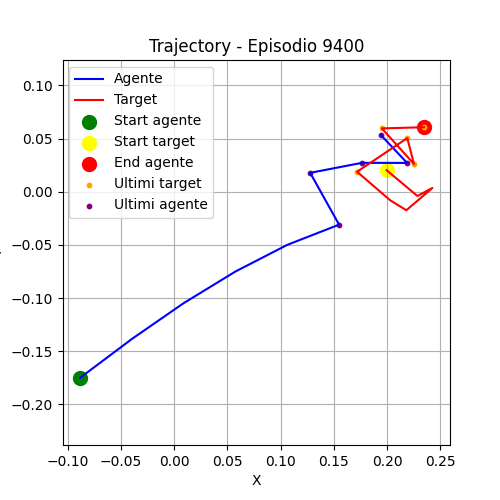 Trajectory - Episodio 9400
Agente
Target
Start agente
Start target
End agente
Ultimi target
Ultimi agente
0.10
0.05
0.00
−0.05
−0.10
−0.15
−0.20
−0.10
−0.05
0.00
0.05
0.10
0.15
0.20
0.25
X